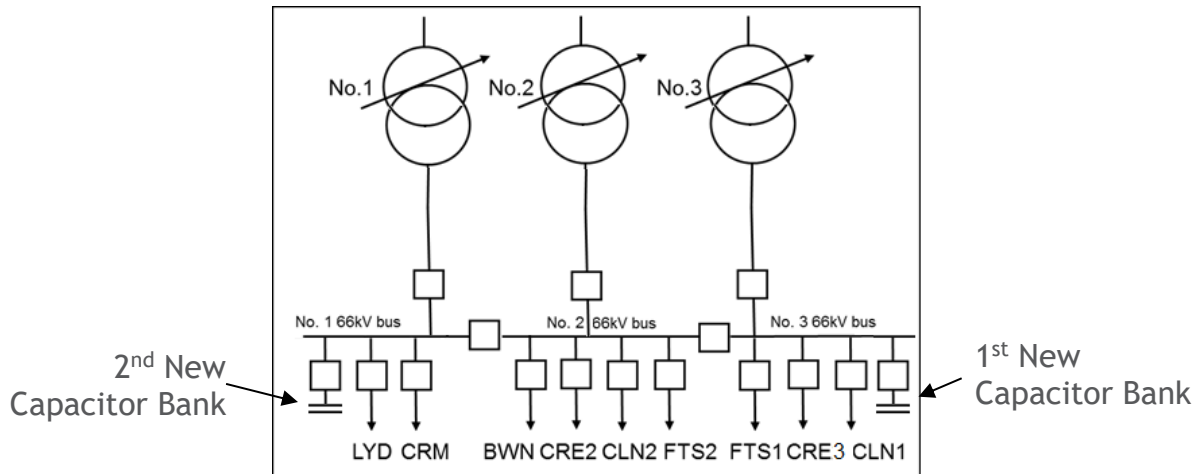 No.1
No.2
No.3
No. 1 66kV bus
No. 2 66kV bus
No. 3 66kV bus
2nd New
Capacitor Bank
1st New
Capacitor Bank
LYD CRM BWN CRE2 CLN2 FTS2 FTS1 CRE3 CLN1